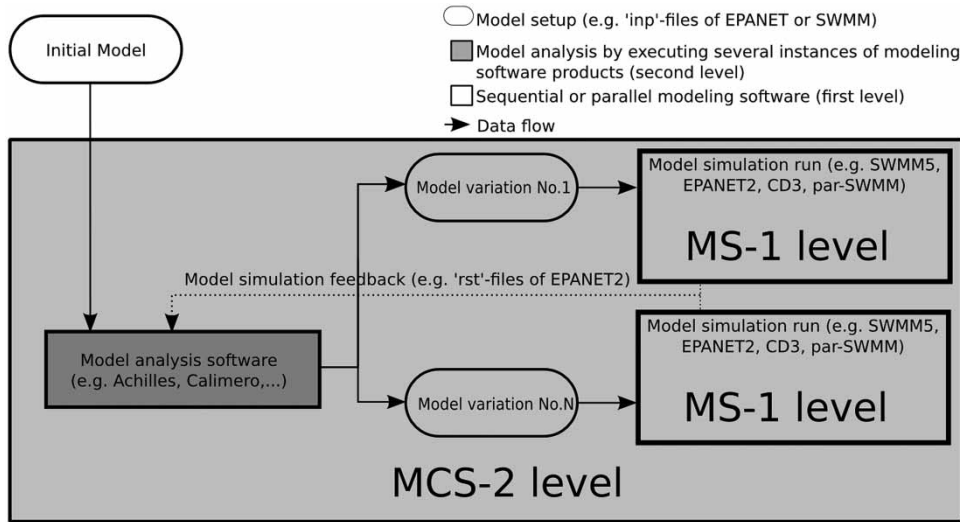 Initial Model
Model setup (e.g. 'inp'-files of EPANET or SWMM)
Model analysis by executing several instances of modeling
software products (second level)
Sequential or parallel modeling software (first level)
Data flow
Model variation No.1
Model simulation run (e.g. SWMM5,
EPANET2, CD3, par-SWMM)
MS-1 level
Model simulation feedback (e.g. 'rst'-files of EPANET2)
Model analysis software
(e.g. Achilles, Calimero,...)
Model variation No.N
Model simulation run (e.g. SWMM5,
EPANET2, CD3, par-SWMM)
MS-1 level
MCS-2 level